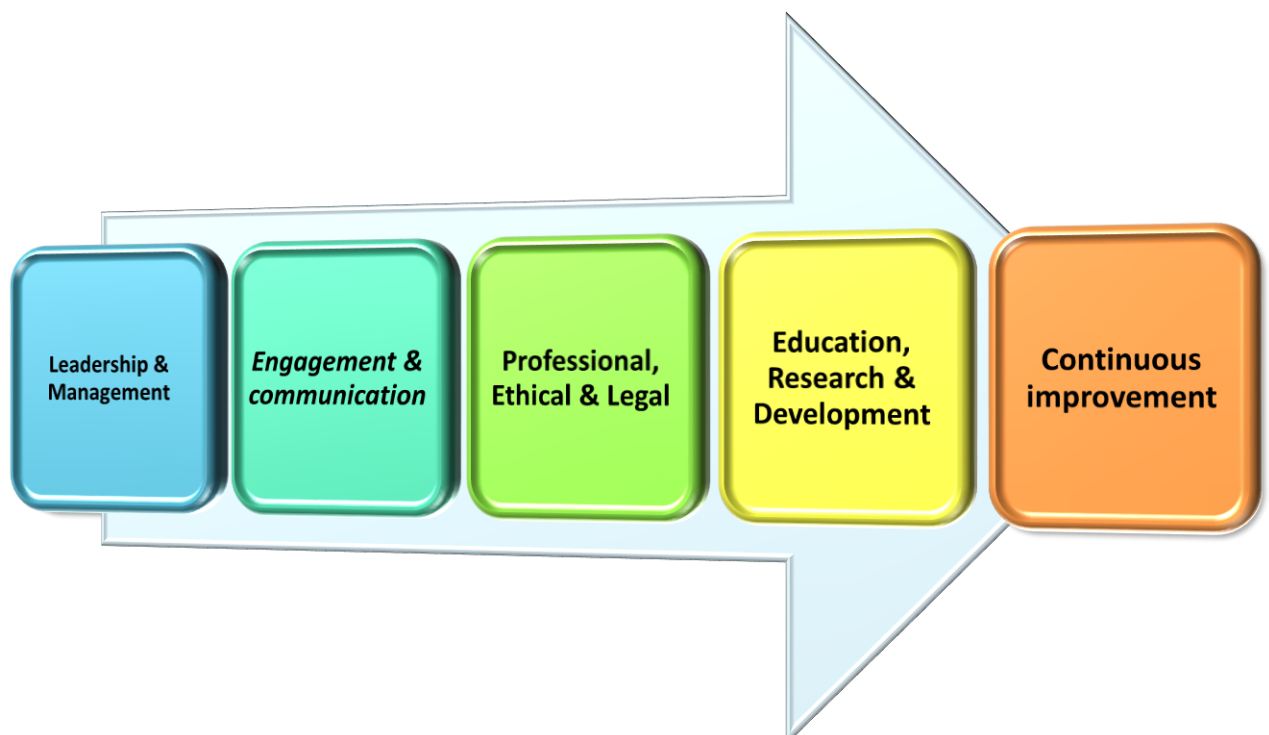 Leadership &
Management
Engagement &
communication
Professional,
Ethical & Legal
Education,
Research &
Development
Continuous
improvement